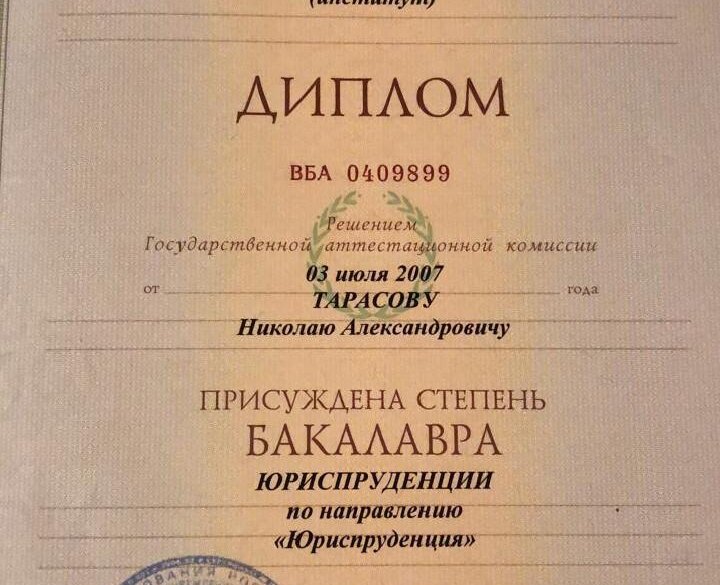 (институт)
ДИПЛОМ
ВБА 0409899
Решением
Государственной аттестационной комиссии
03 июля 2007
от года
ТАРАСОВУ
Николаю Александровичу
ПРИСУЖДЕНА СТЕПЕНЬ
БАКАЛАВРА
ЮРИСПРУДЕНЦИИ
по направлению
«Юриспруденция»